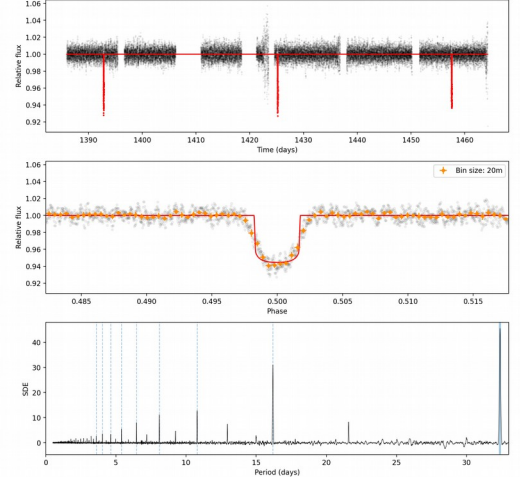 1.06
1.04
1.02
1.00
0.98
0.96
0.94
0.92
Relative flux
1390 1400 1410 1420 1430 1440 1450 1460
Time (days)
1.06
1.04
1.02
1.00
0.98
0.96
0.94
0.92
Relative flux
Bin size: 20m
0.485 0.490 0.495 0.500 0.505 0.510 0.515
Phase
40
30
20
10
0
SDE
0 5 10 15 20 25 30
Period (days)